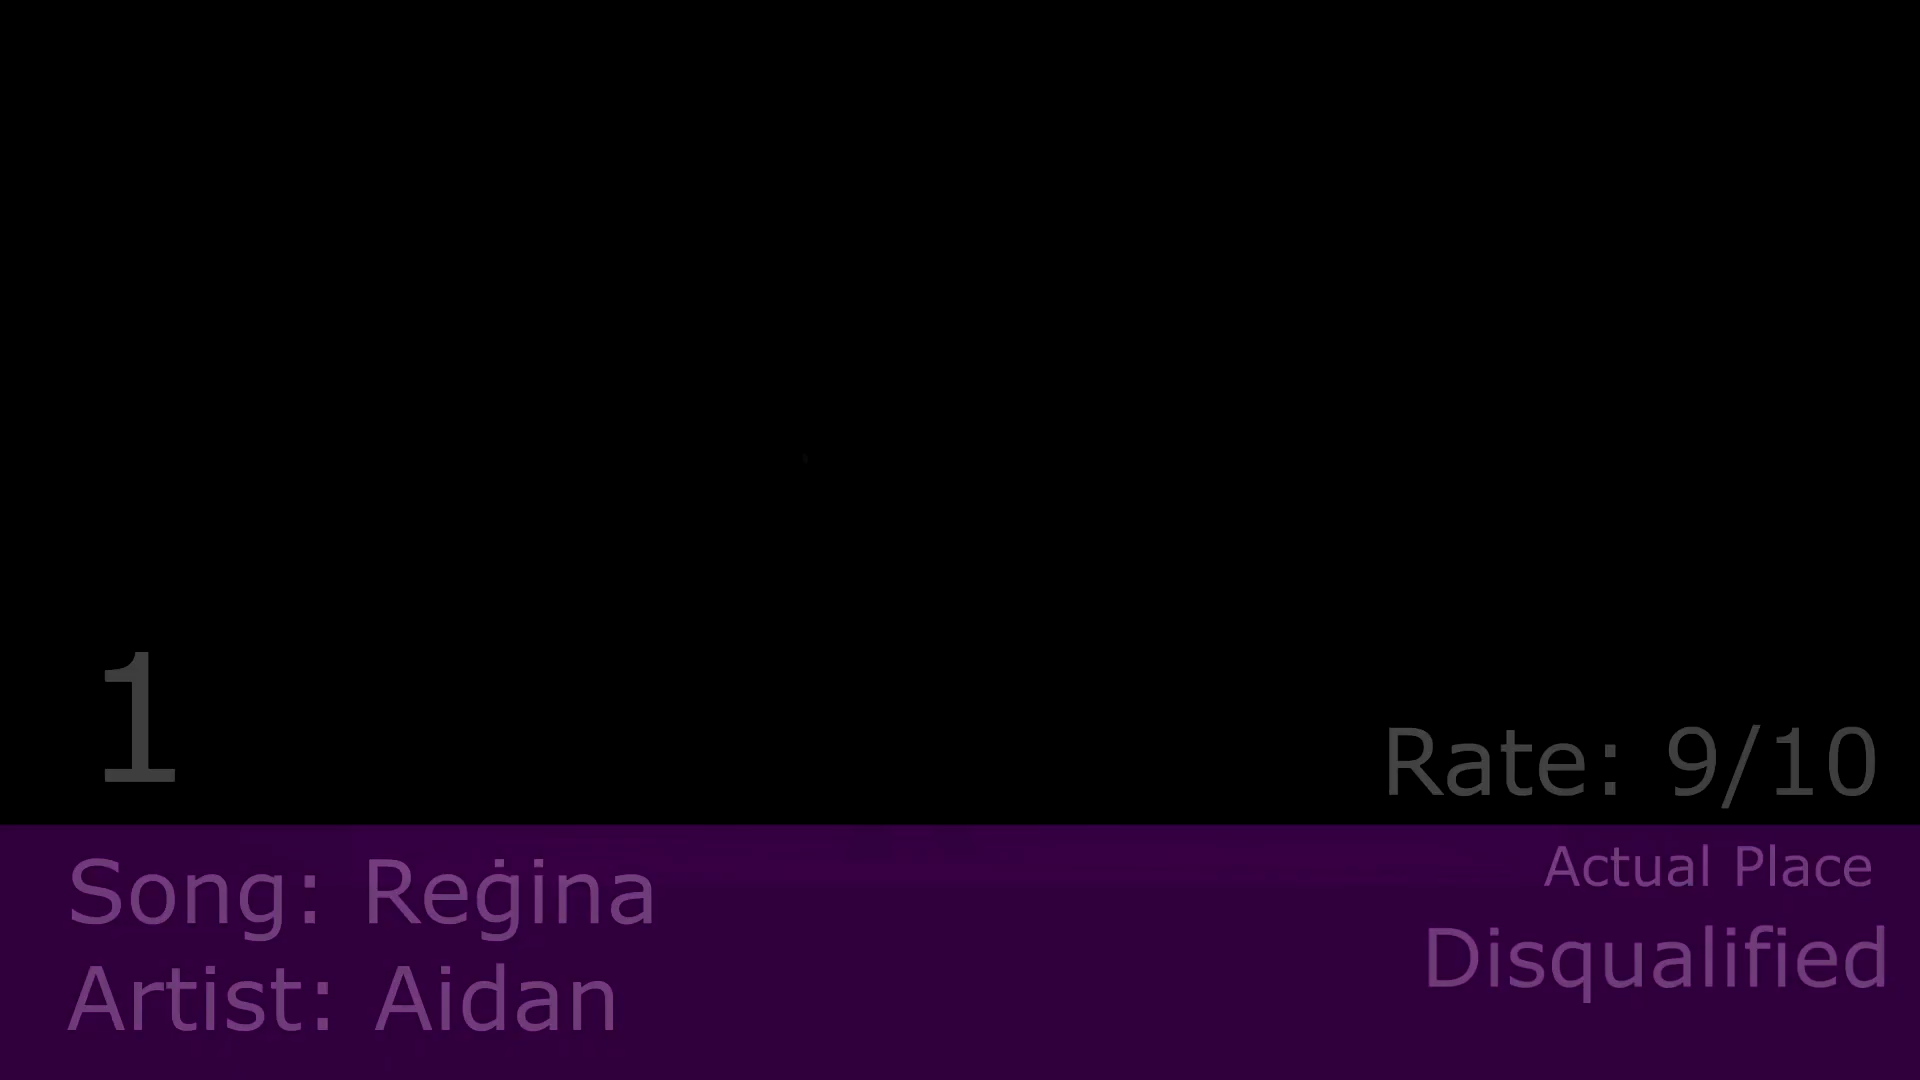 1
Rate: 9/10
Song: Reġina
Artist: Aidan
Actual Place
Disqualified